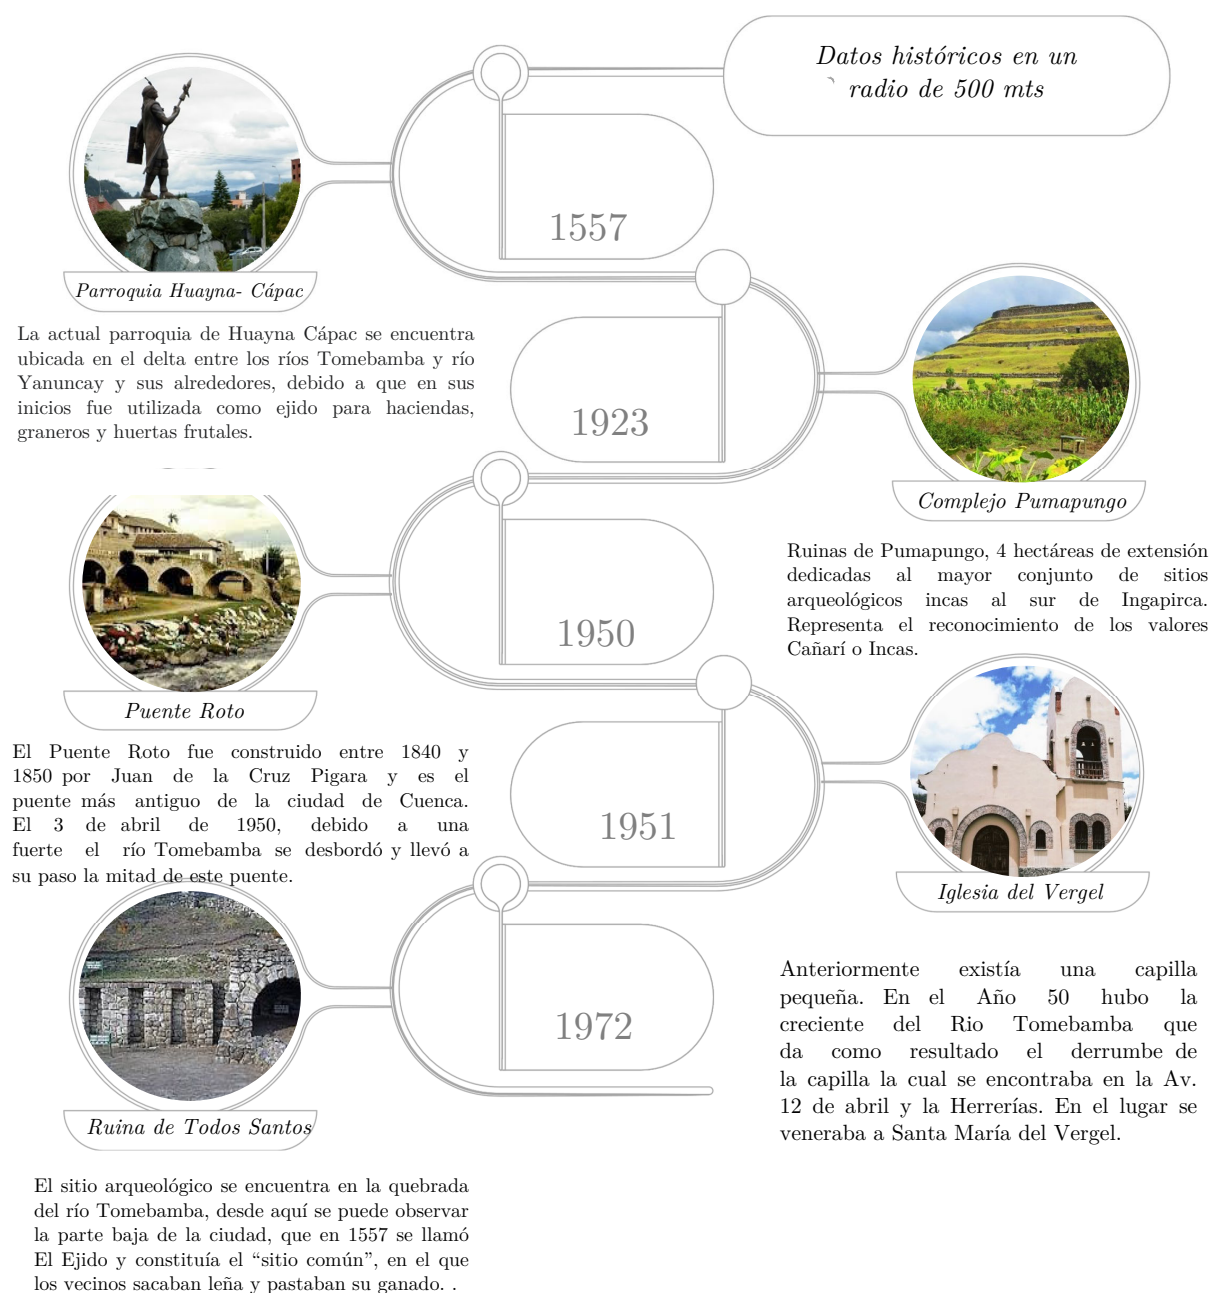 Datos históricos en un
radio de 500 mts
1557
Parroquia Huayna- Cápac
La actual parroquia de Huayna Cápac se encuentra
ubicada en el delta entre los ríos Tomebamba y río
Yanuncay y sus alrededores, debido a que en sus
inicios fue utilizada como ejido para haciendas,
graneros y huertas frutales.
1923
Complejo Pumapungo
Ruinas de Pumapungo, 4 hectáreas de extensión
dedicadas al mayor conjunto de sitios
arqueológicos incas al sur de Ingapirca.
Representa el reconocimiento de los valores
Cañarí o Incas.
1950
Puente Roto
El Puente Roto fue construido entre 1840 y
1850 por Juan de la Cruz Pigara y es el
puente más antiguo de la ciudad de Cuenca.
El 3 de abril de 1950, debido a una
fuerte el río Tomebamba se desbordó y llevó a
su paso la mitad de este puente.
1951
Iglesia del Vergel
Anteriormente existía una capilla
pequeña. En el Año 50 hubo la
creciente del Rio Tomebamba que
da como resultado el derrumbe de
la capilla la cual se encontraba en la Av.
12 de abril y la Herrerías. En el lugar se
veneraba a Santa María del Vergel.
1972
Ruina de Todos Santos
El sitio arqueológico se encuentra en la quebrada
del río Tomebamba, desde aquí se puede observar
la parte baja de la ciudad, que en 1557 se llamó
El Ejido y constituía el “sitio común”, en el que
los vecinos sacaban leña y pastaban su ganado. .